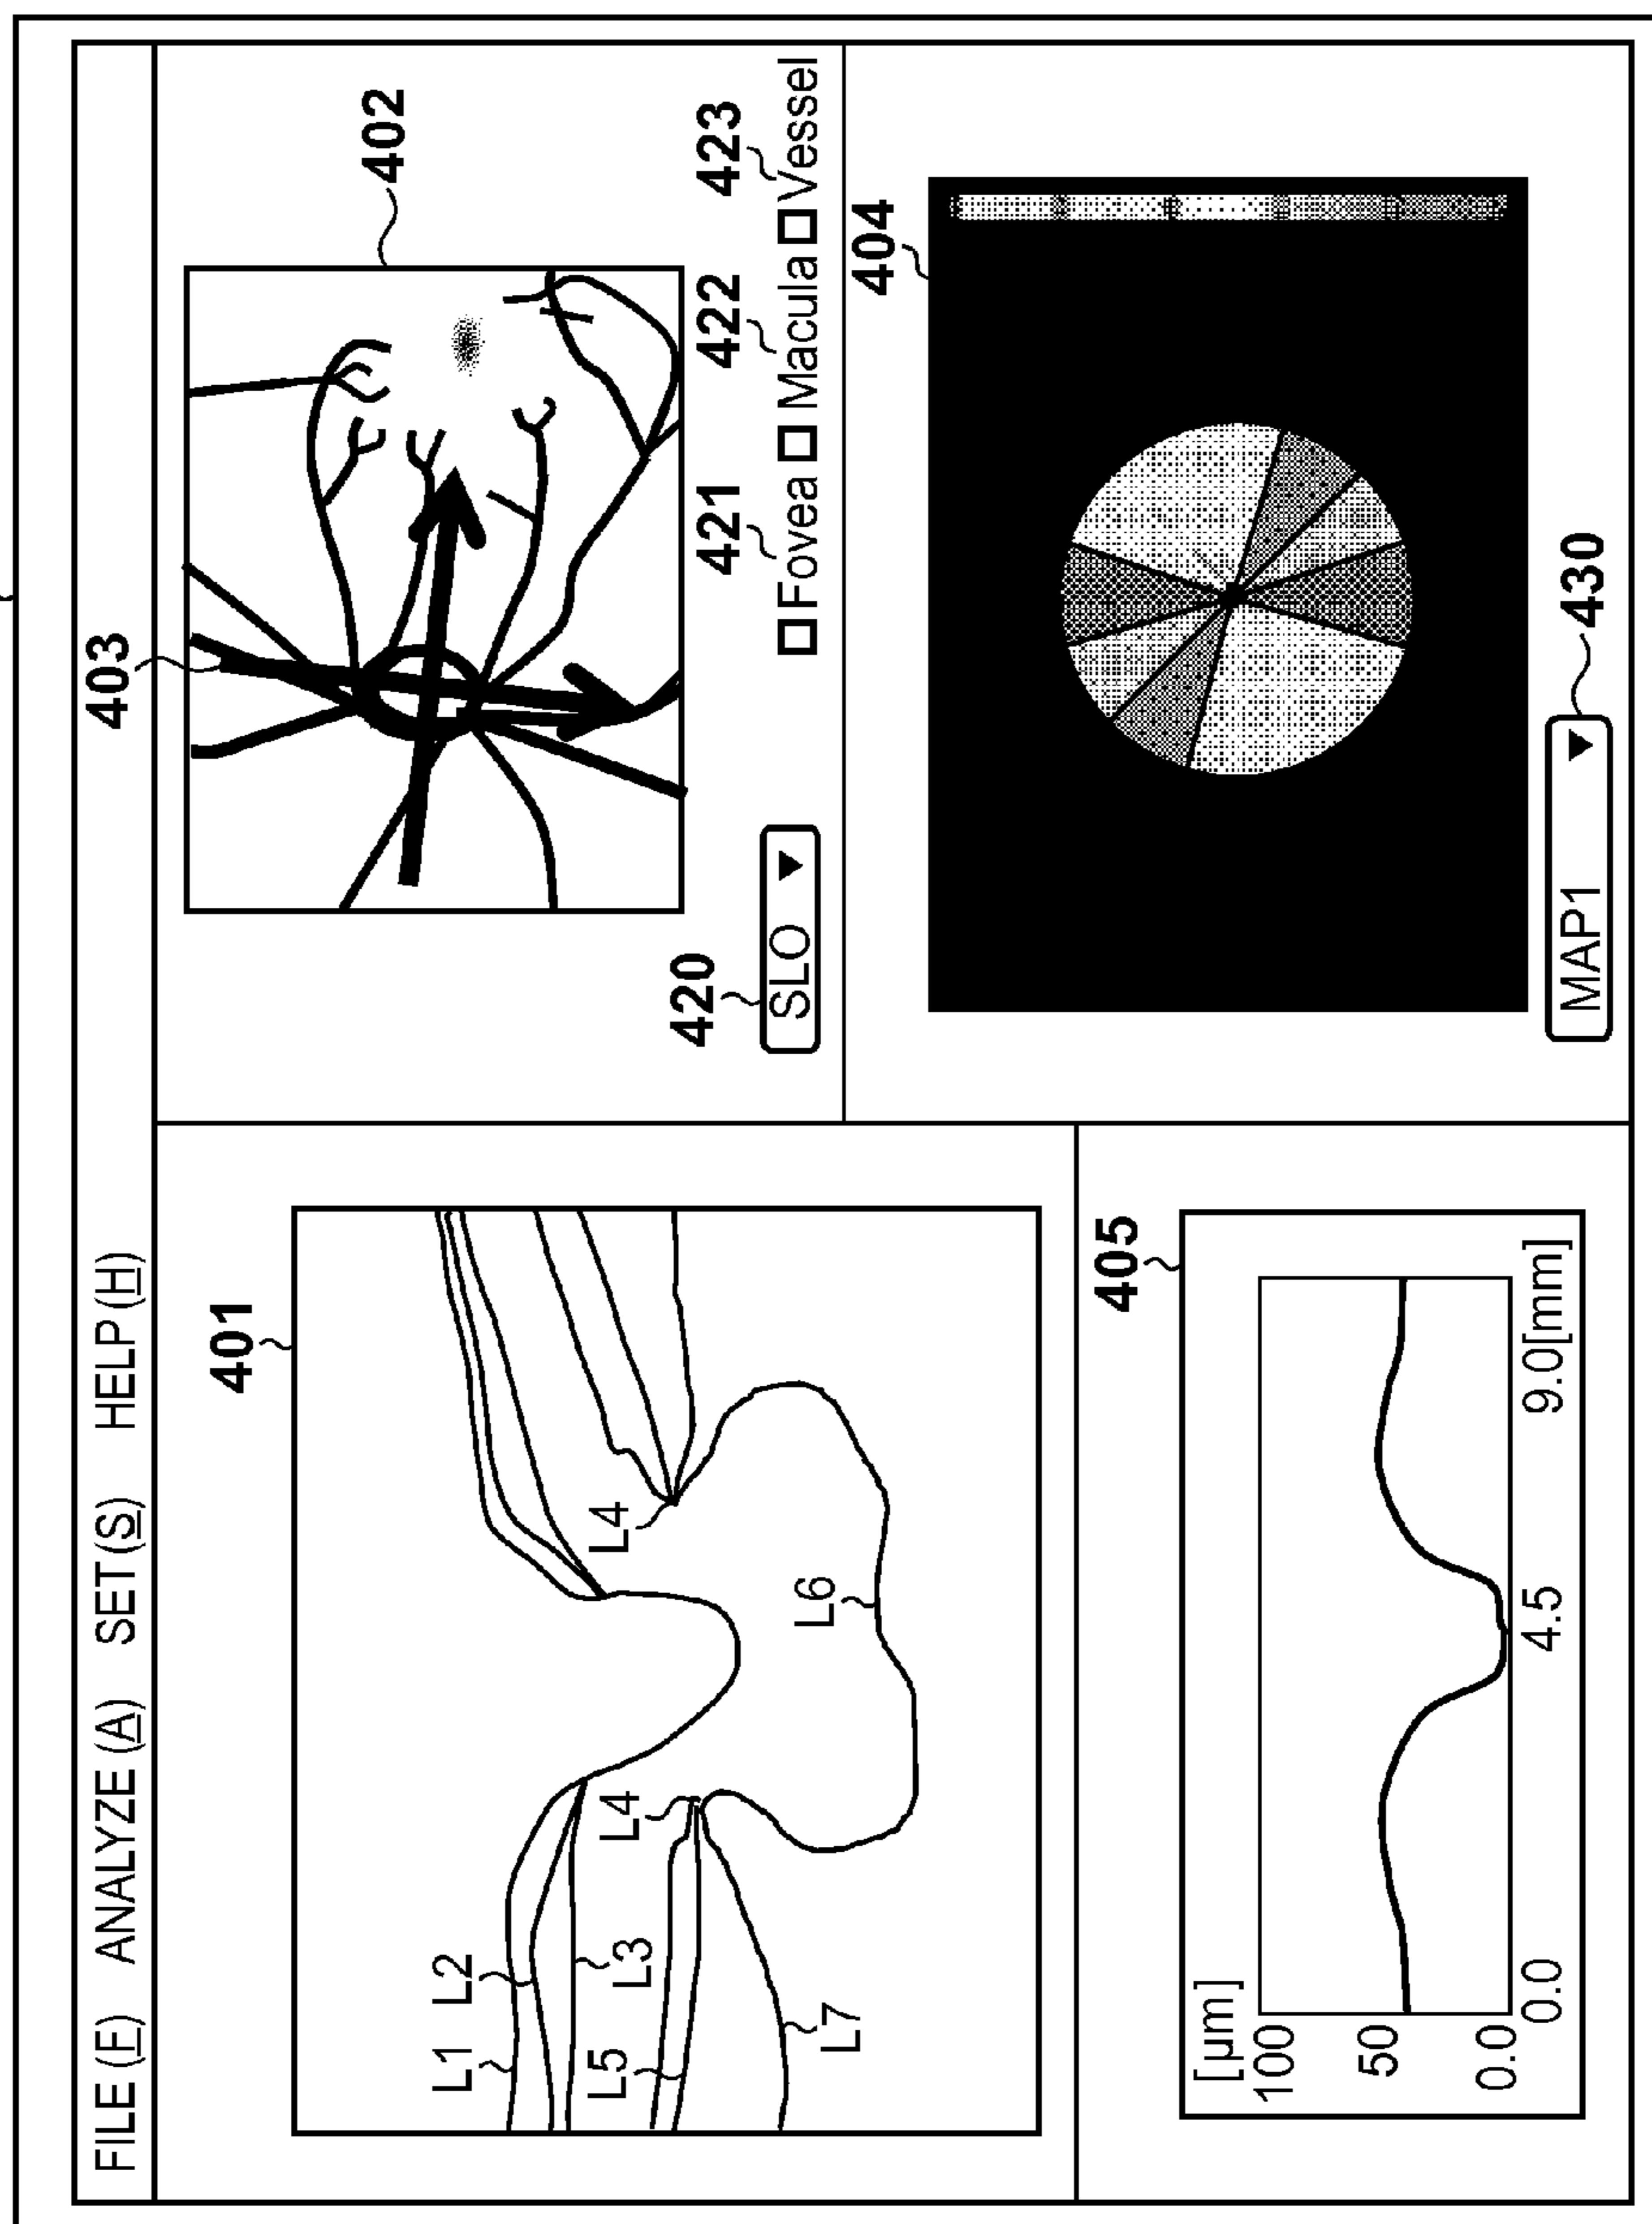 FILE (F) ANALYZE (A) SET (S) HELP (H)
401
L1
L2
L3
L4
L4
L5
L6
L7
403
402
420
SLO ▼
421
422
423
□Fovea □Macula □Vessel
404
MAP1 ▼
430
405
[µm]
100
50
0.0
0.0
4.5
9.0[mm]